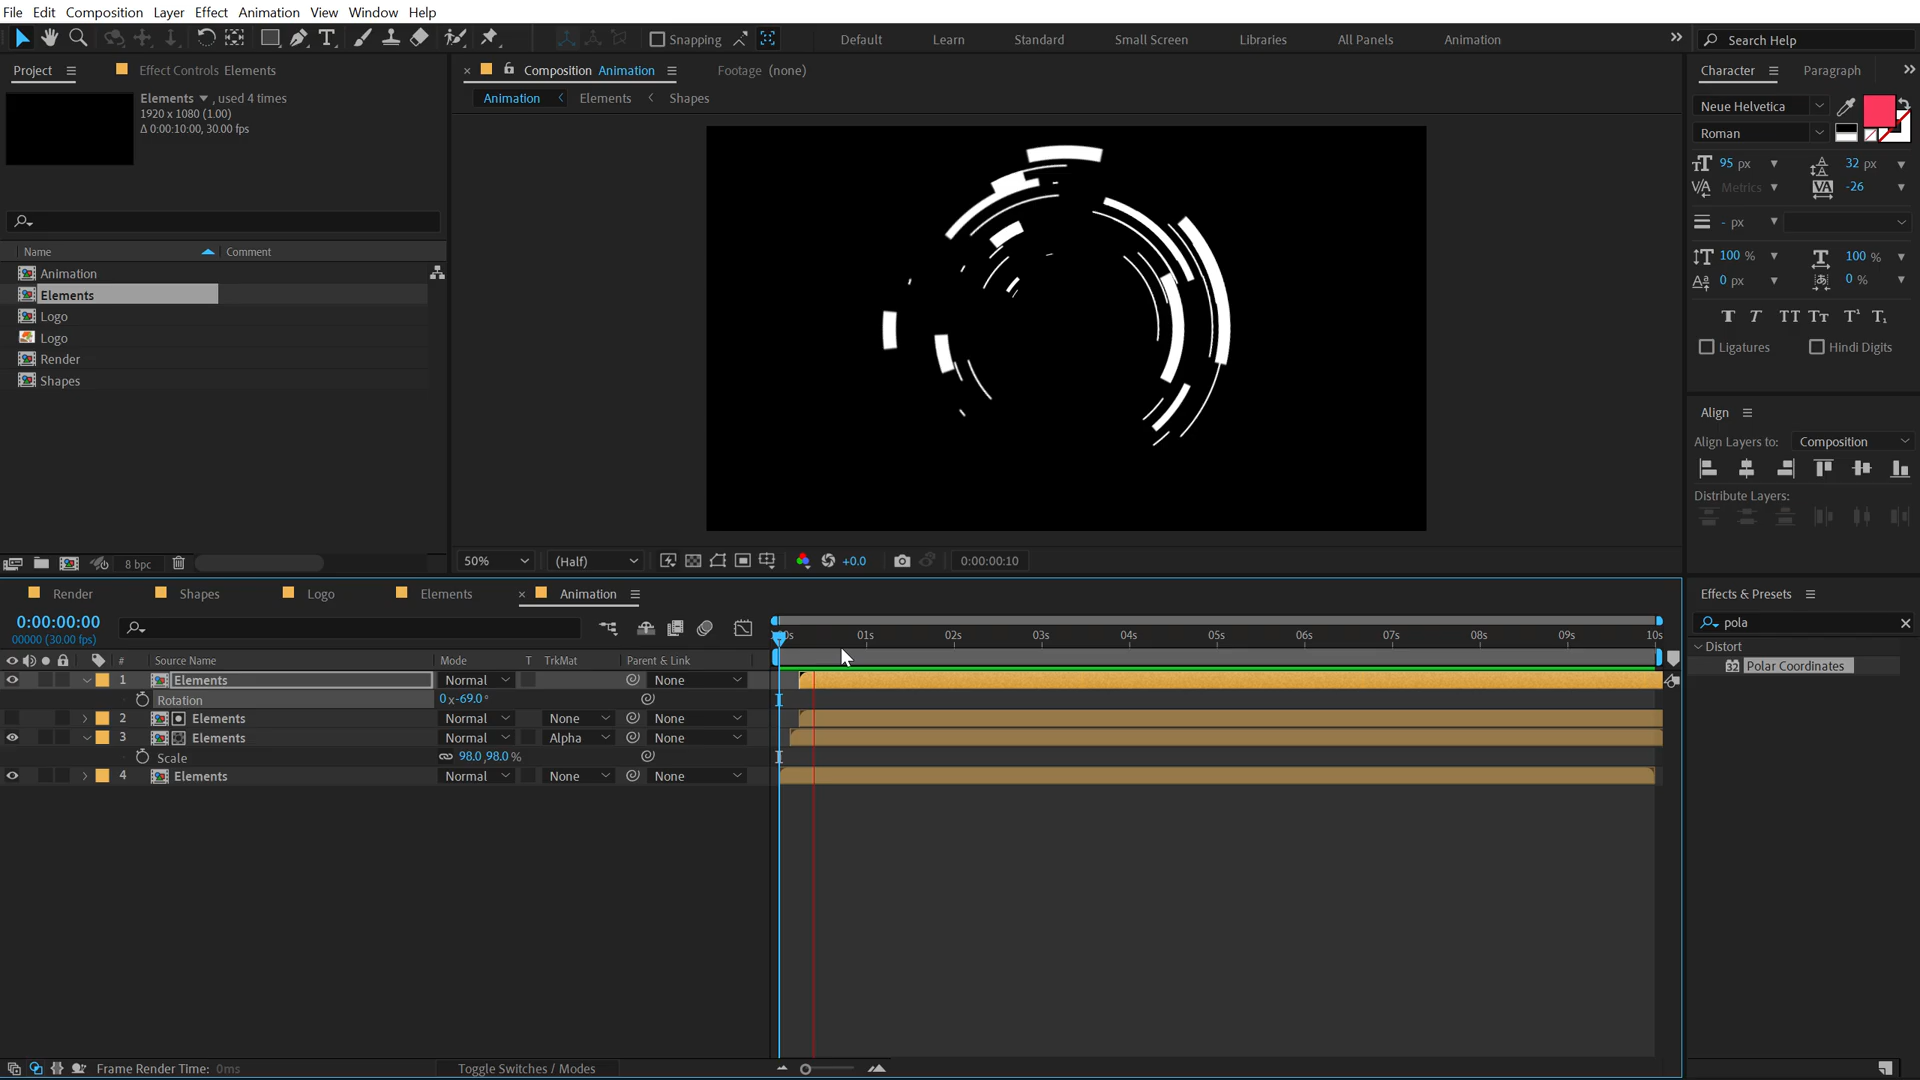 File Edit Composition Layer Effect Animation View Window Help
Snapping Default Learn Standard Small Screen Libraries All Panels Animation Search Help
Project Effect Controls Elements
Elements , used 4 times
1920 x 1080 (1.00)
Δ 0:00:10:00, 30.00 fps
Name Comment
Animation
Elements
Logo
Logo
Render
Shapes
8 bpc
Composition Animation Footage (none)
Animation Elements Shapes
50% (Half) +0.0 0:00:00:10
Character Paragraph
Neue Helvetica
Roman
95 px 32 px
Metrics -26
- px
100 % 100 %
0 px 0 %
Ligatures Hindi Digits
Align
Align Layers to: Composition
Distribute Layers:
Effects & Presets
pola
Distort
Polar Coordinates
Render Shapes Logo Elements Animation
0:00:00:00
00000 (30.00 fps)
01s 02s 03s 04s 05s 06s 07s 08s 09s 10s
# Source Name Mode T TrkMat Parent & Link
1 Elements Normal None
Rotation 0 x-69.0°
2 Elements Normal None None
3 Elements Normal Alpha None
Scale 98.0,98.0 %
4 Elements Normal None None
Frame Render Time: 0ms Toggle Switches / Modes